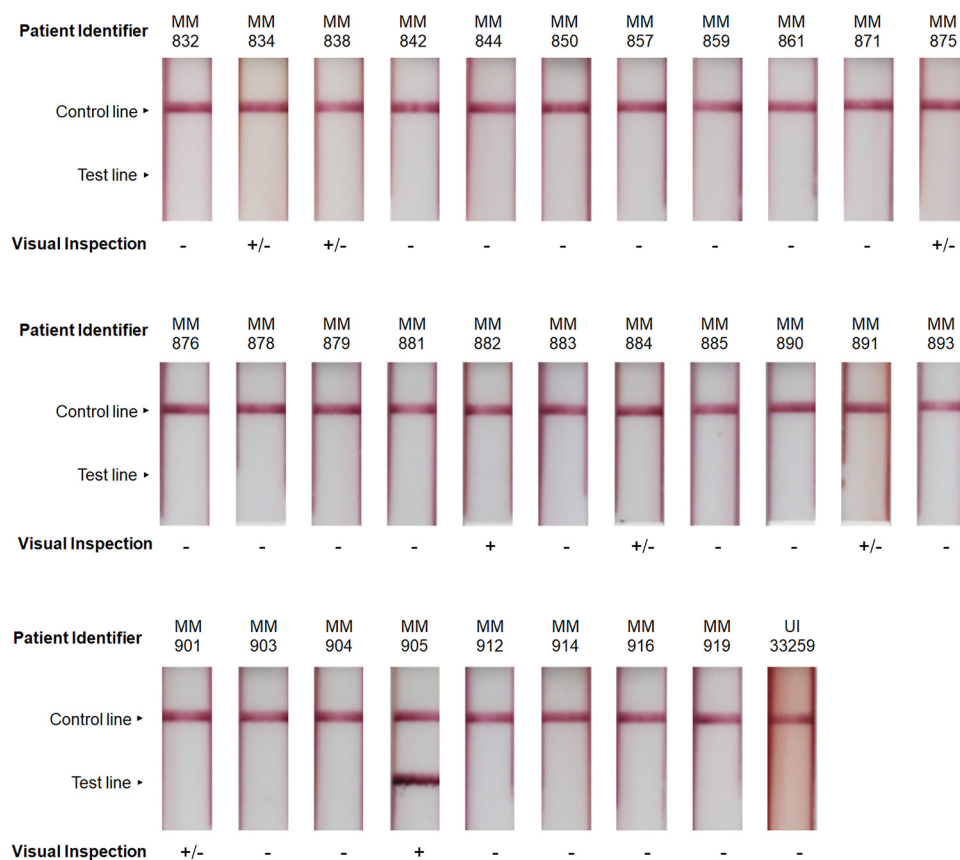 Patient Identifier MM MM MM MM MM MM MM MM MM MM MM
832 834 838 842 844 850 857 859 861 871 875
Control line
Test line
Visual Inspection - +/- +/- - - - - - - - +/-
Patient Identifier MM MM MM MM MM MM MM MM MM MM MM
876 878 879 881 882 883 884 885 890 891 893
Control line
Test line
Visual Inspection - - - - + - +/- - - +/- -
Patient Identifier MM MM MM MM MM MM MM MM UI
901 903 904 905 912 914 916 919 33259
Control line
Test line
Visual Inspection +/- - - + - - - - -